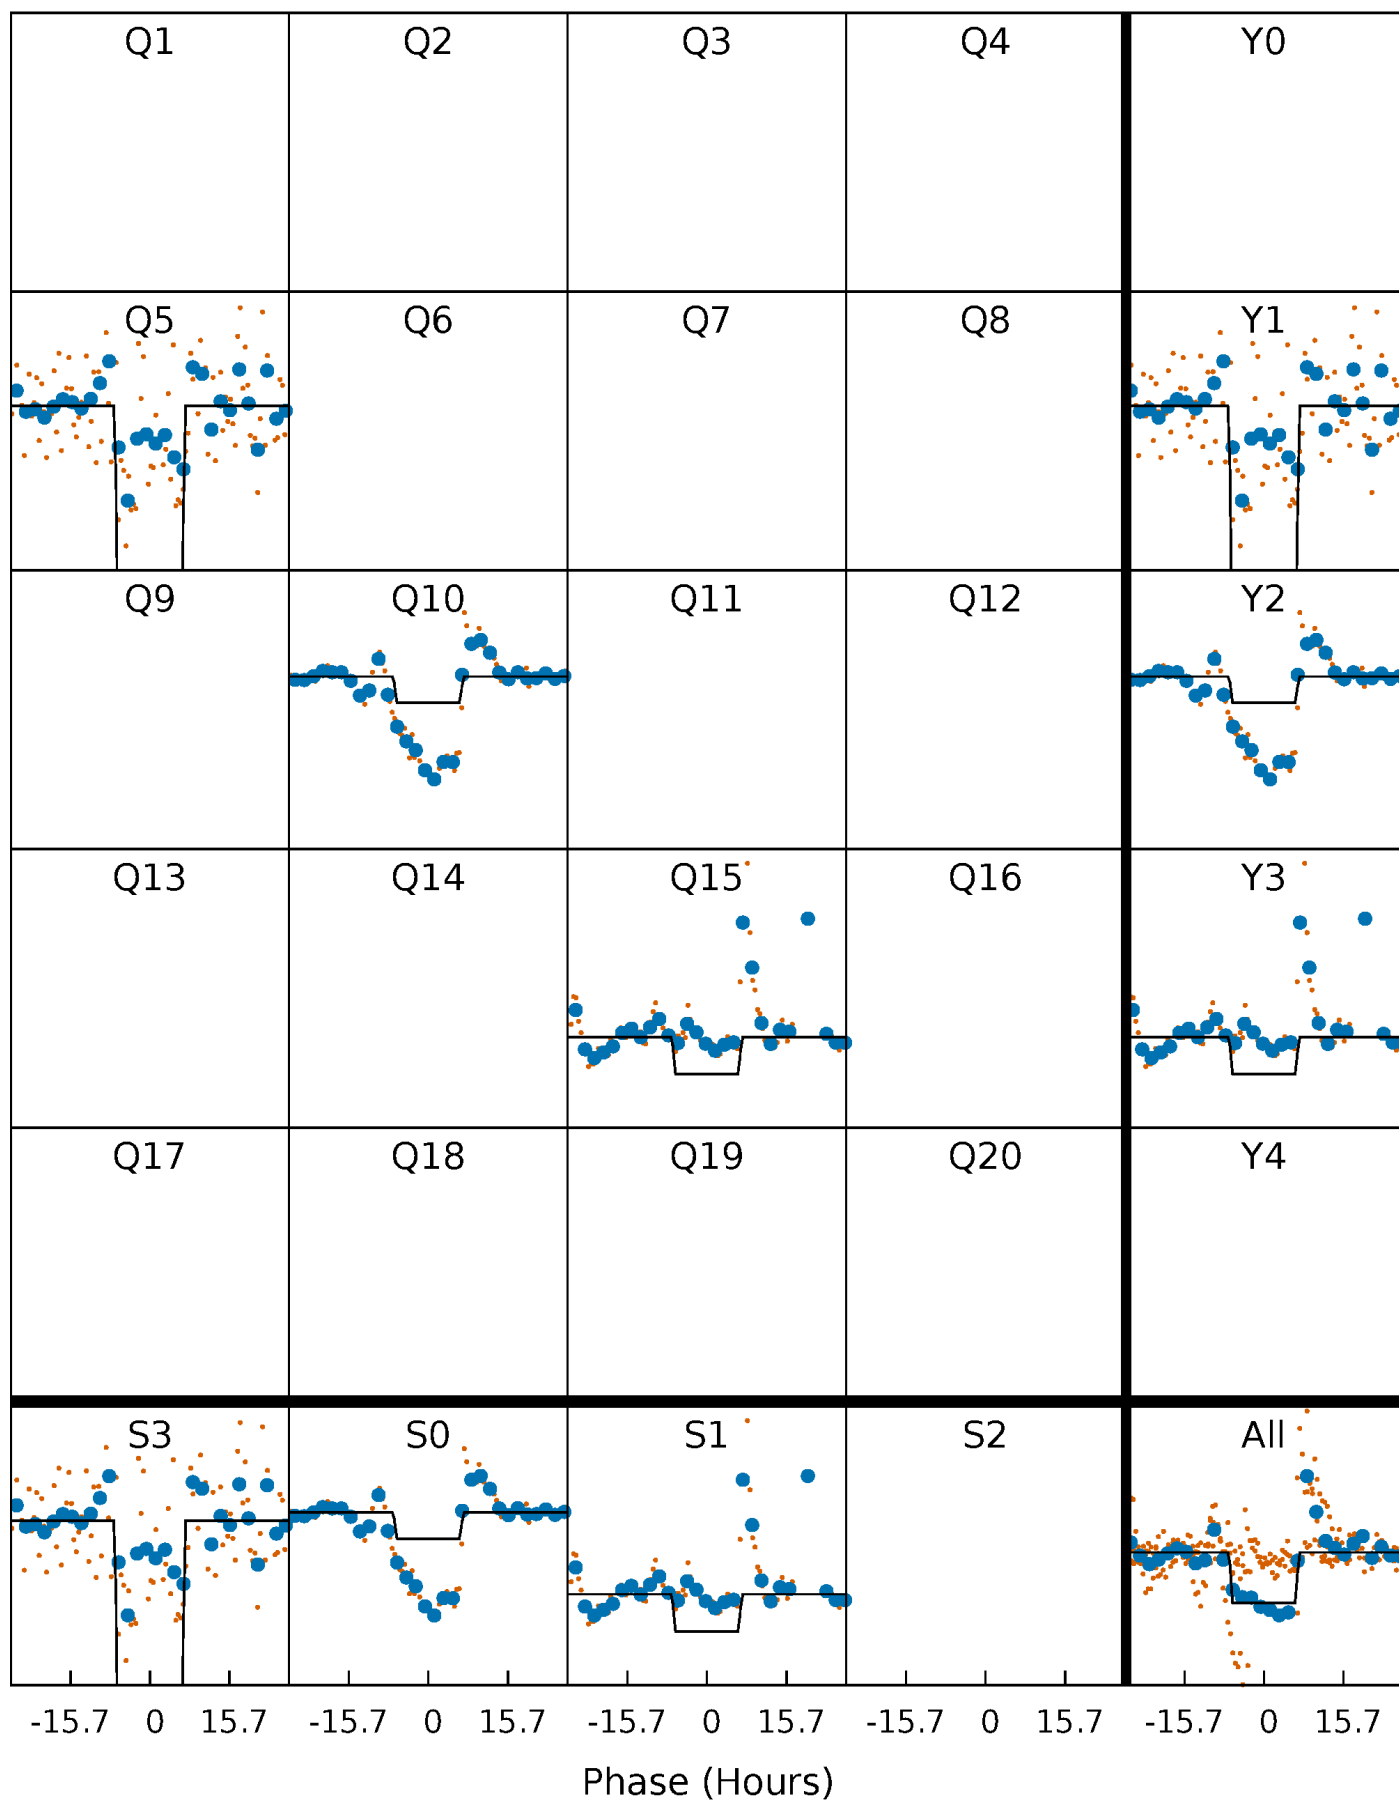 Q1 Q2 Q3 Q4 Y0
Q5 Q6 Q7 Q8 Y1
Q9 Q10 Q11 Q12 Y2
Q13 Q14 Q15 Q16 Y3
Q17 Q18 Q19 Q20 Y4
S3 S0 S1 S2 All
-15.7 0 15.7 -15.7 0 15.7 -15.7 0 15.7 -15.7 0 15.7 -15.7 0 15.7
Phase (Hours)